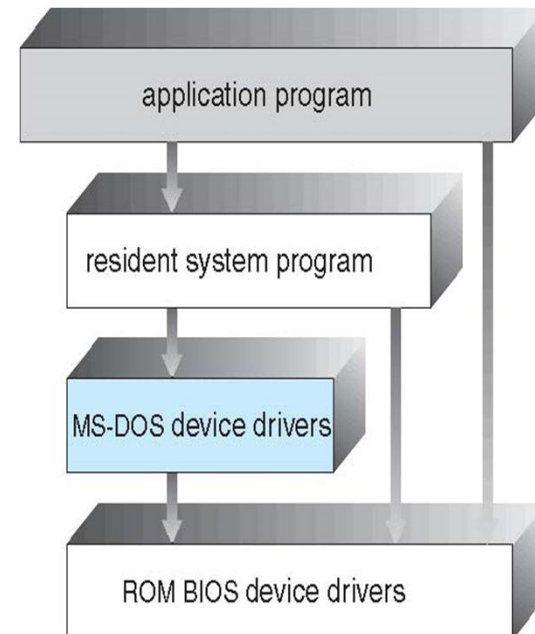 application program
resident system program
MS-DOS device drivers
ROM BIOS device drivers